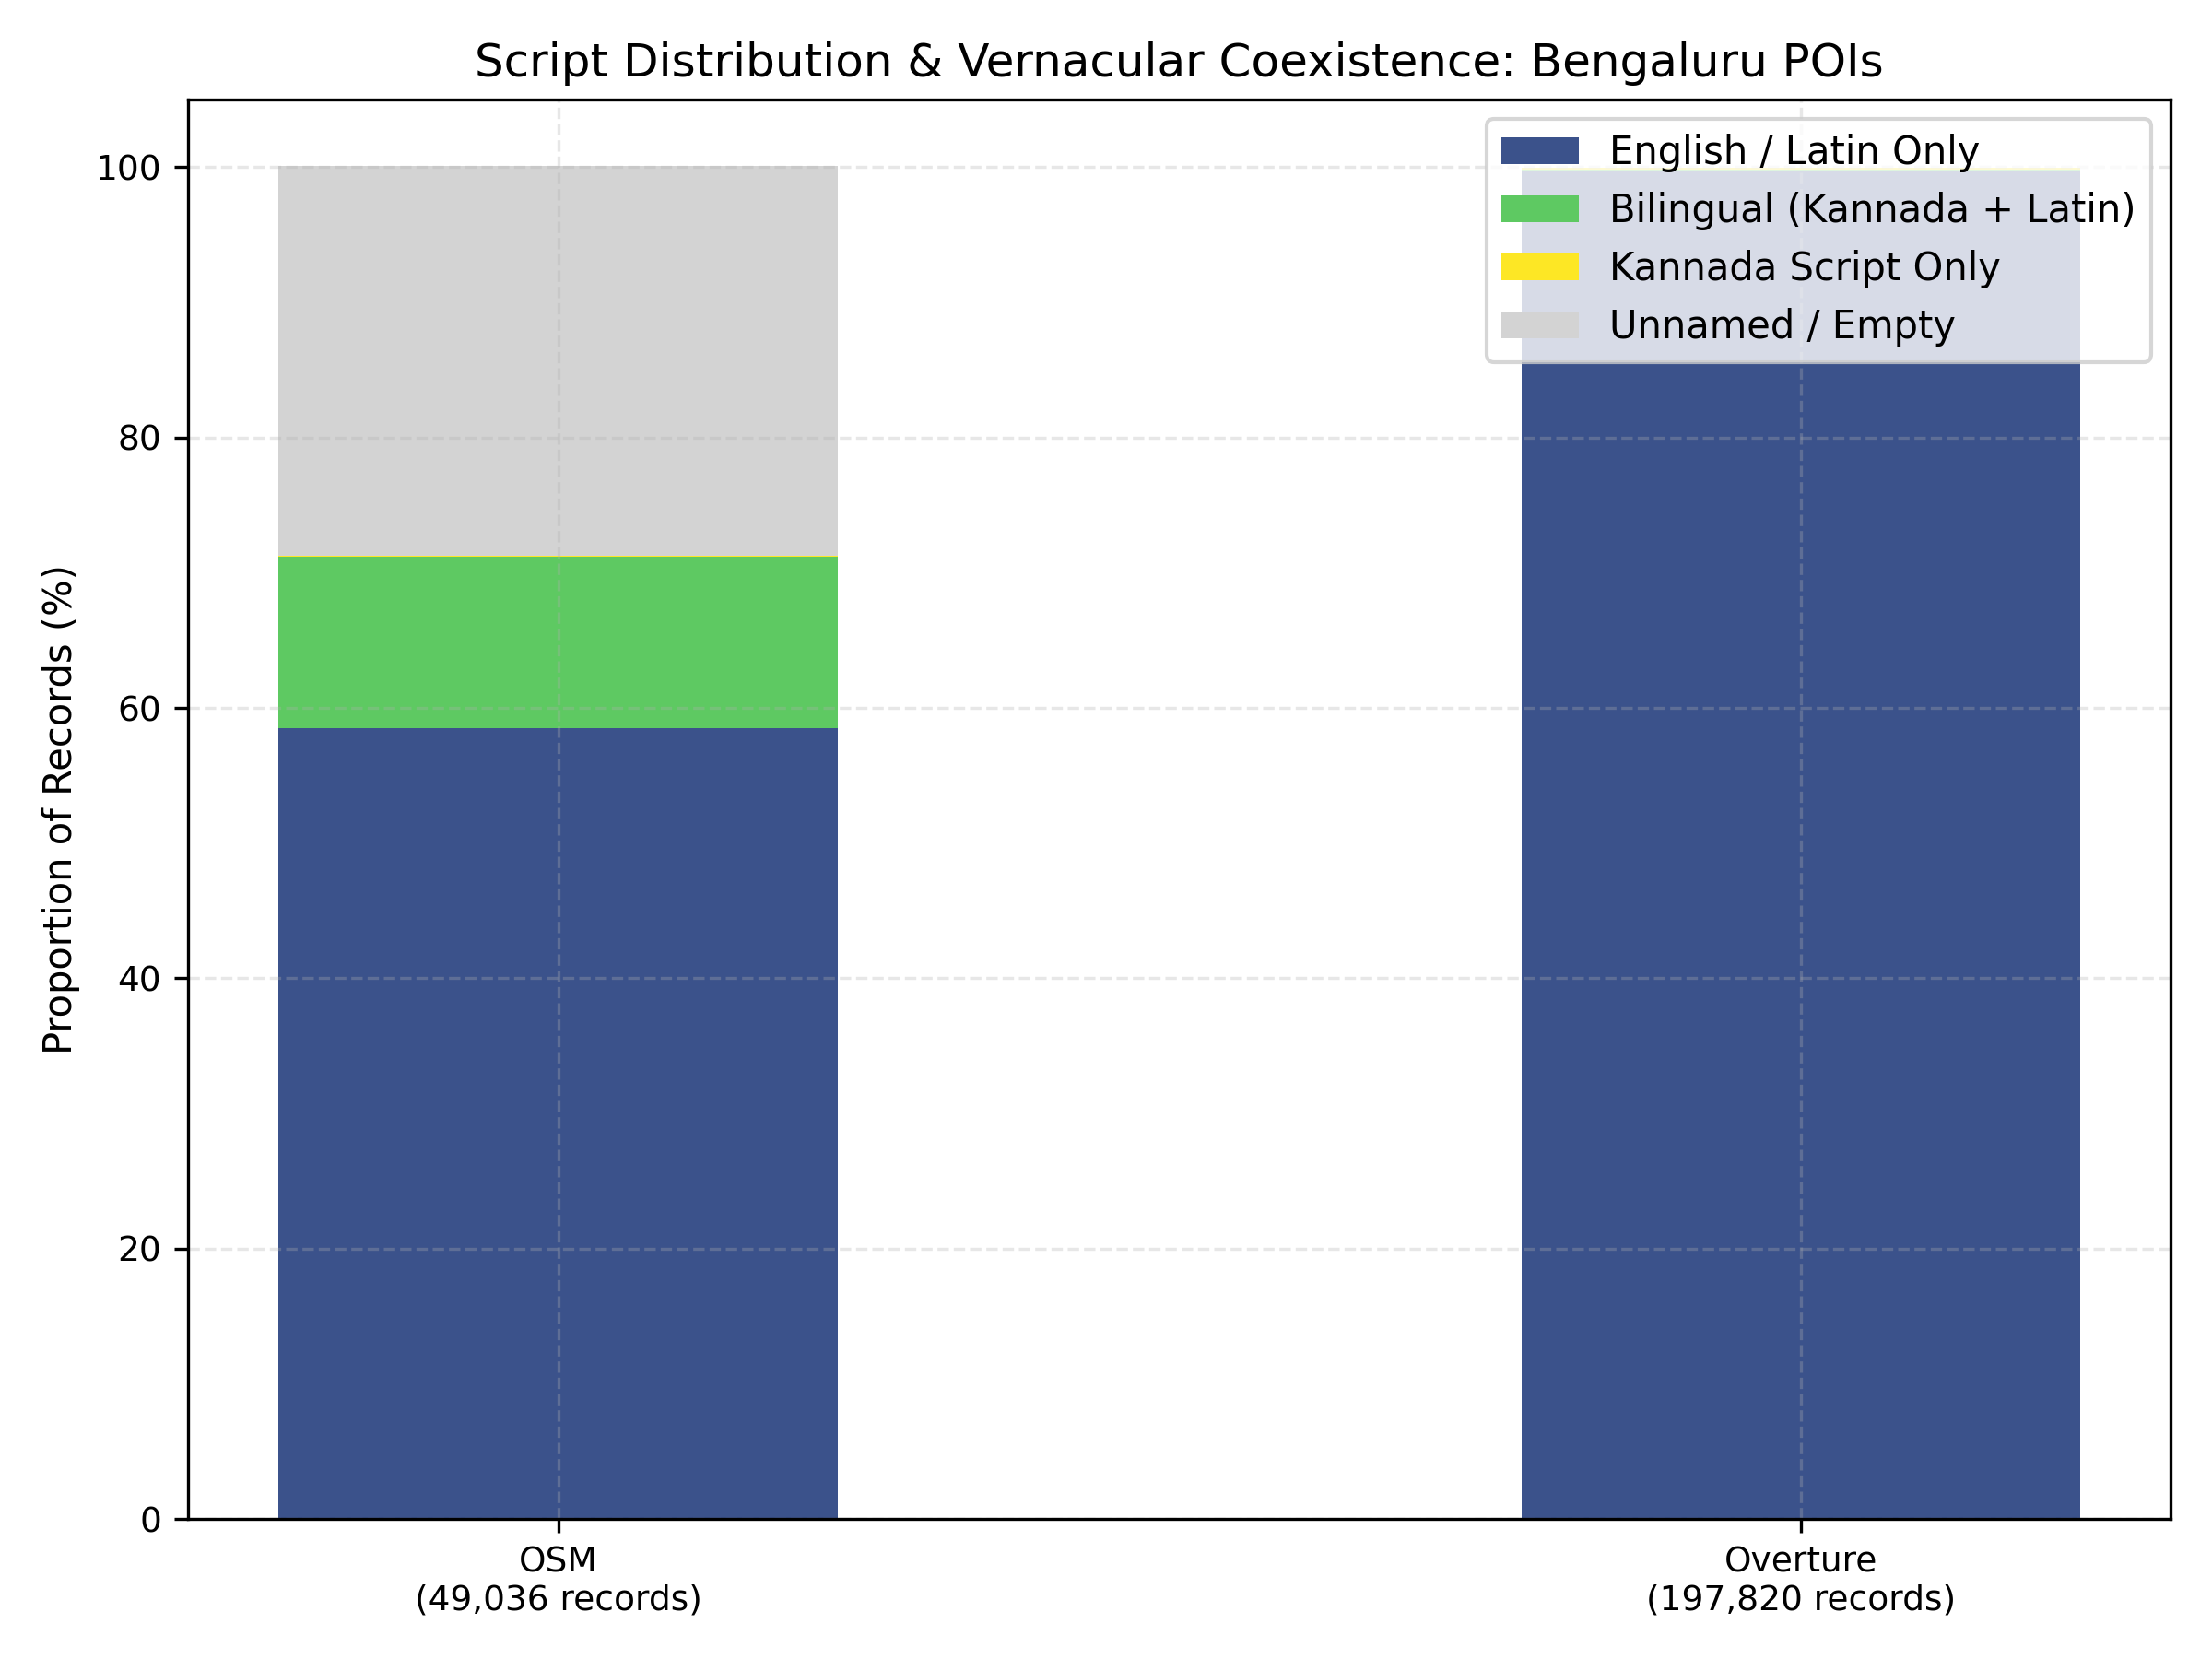 Script Distribution & Vernacular Coexistence: Bengaluru POIs
English / Latin Only
Bilingual (Kannada + Latin)
Kannada Script Only
Unnamed / Empty
Proportion of Records (%)
100
80
60
40
20
0
OSM
(49,036 records)
Overture
(197,820 records)